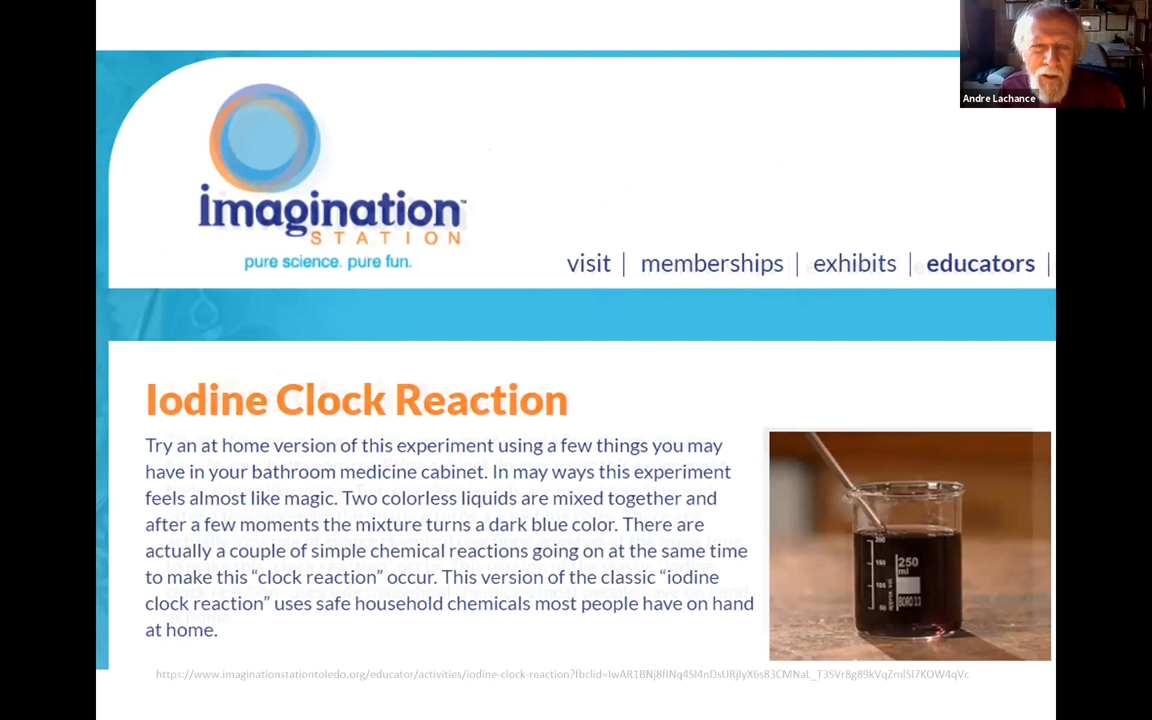 Andre Lachance
imagination™
STATION
pure science. pure fun.
visit | memberships | exhibits | educators |
Iodine Clock Reaction
Try an at home version of this experiment using a few things you may
have in your bathroom medicine cabinet. In may ways this experiment
feels almost like magic. Two colorless liquids are mixed together and
after a few moments the mixture turns a dark blue color. There are
actually a couple of simple chemical reactions going on at the same time
to make this “clock reaction” occur. This version of the classic “iodine
clock reaction” uses safe household chemicals most people have on hand
at home.
200
150
100
50
250
ml